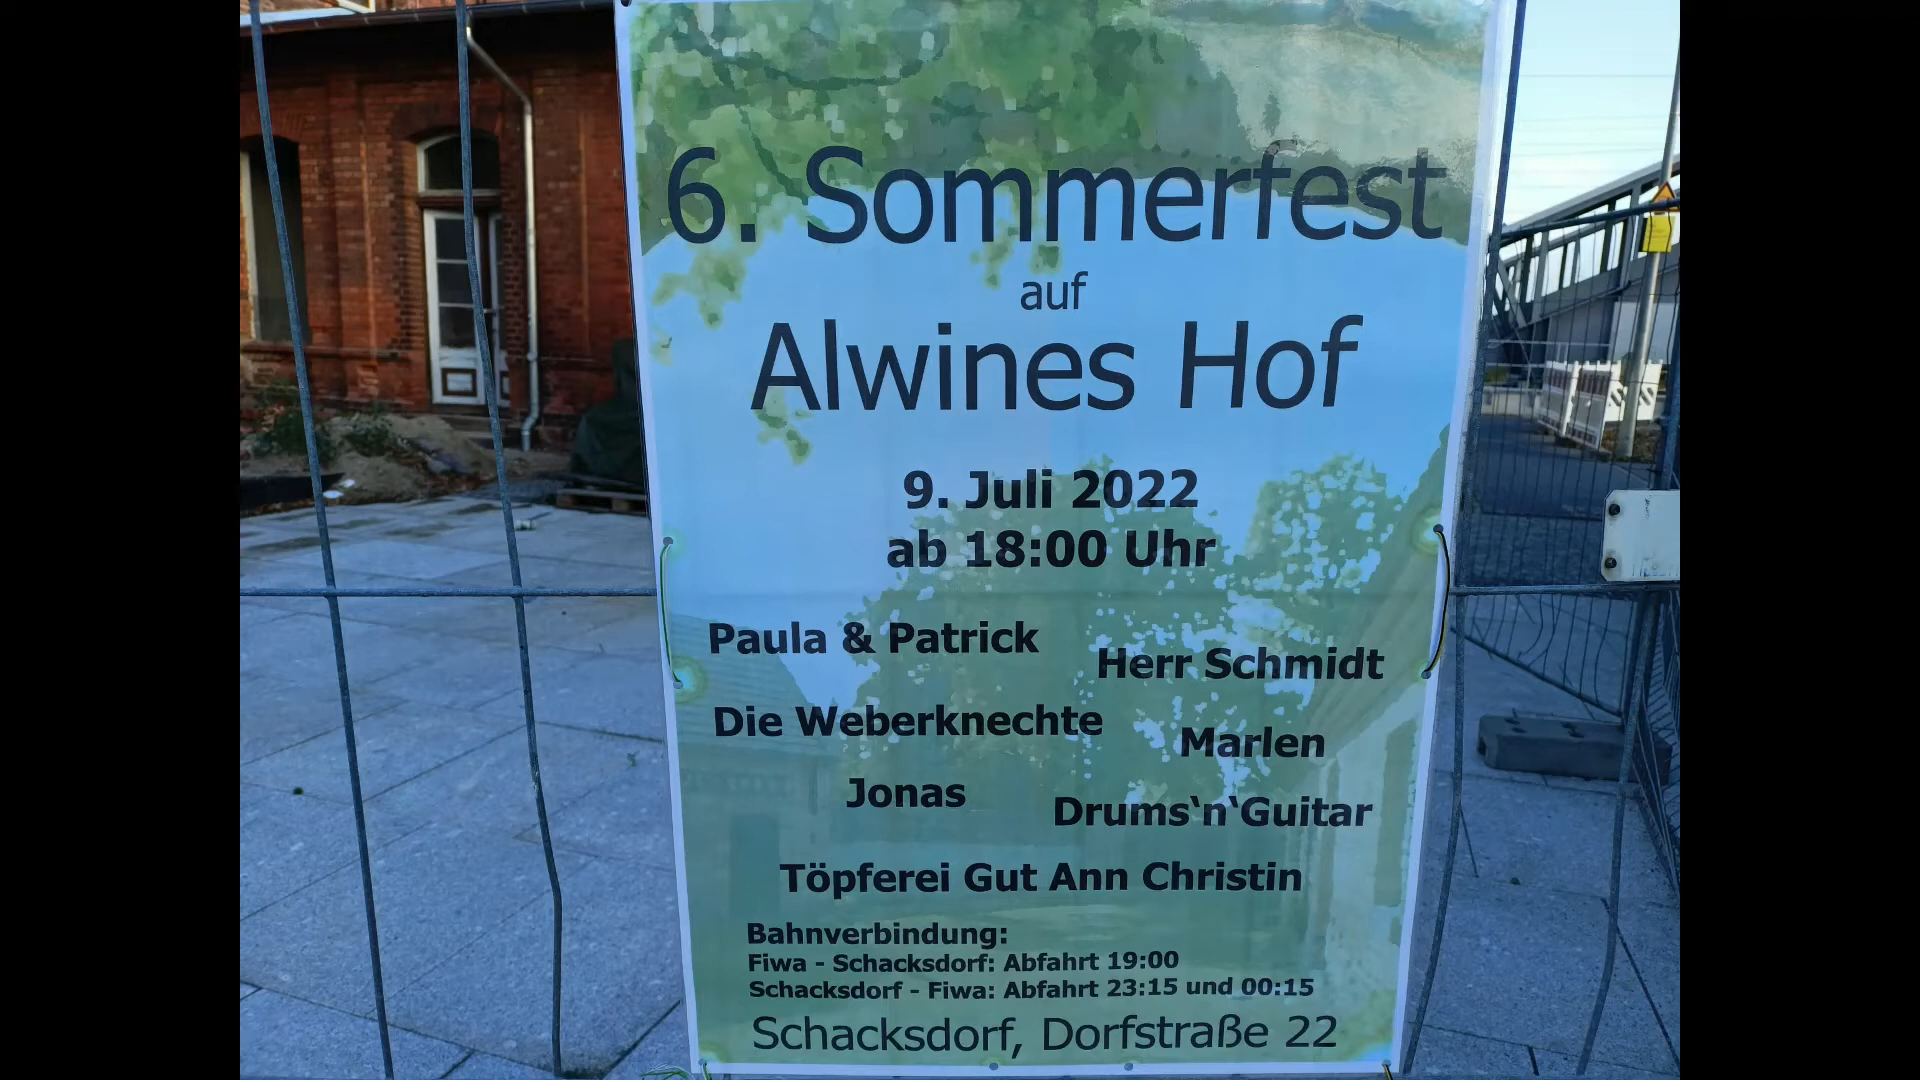 6. Sommerfest
auf
Alwines Hof
9. Juli 2022
ab 18:00 Uhr
Paula & Patrick
Herr Schmidt
Die Weberknechte
Marlen
Jonas
Drums‘n‘Guitar
Töpferei Gut Ann Christin
Bahnverbindung:
Fiwa - Schacksdorf: Abfahrt 19:00
Schacksdorf - Fiwa: Abfahrt 23:15 und 00:15
Schacksdorf, Dorfstraße 22